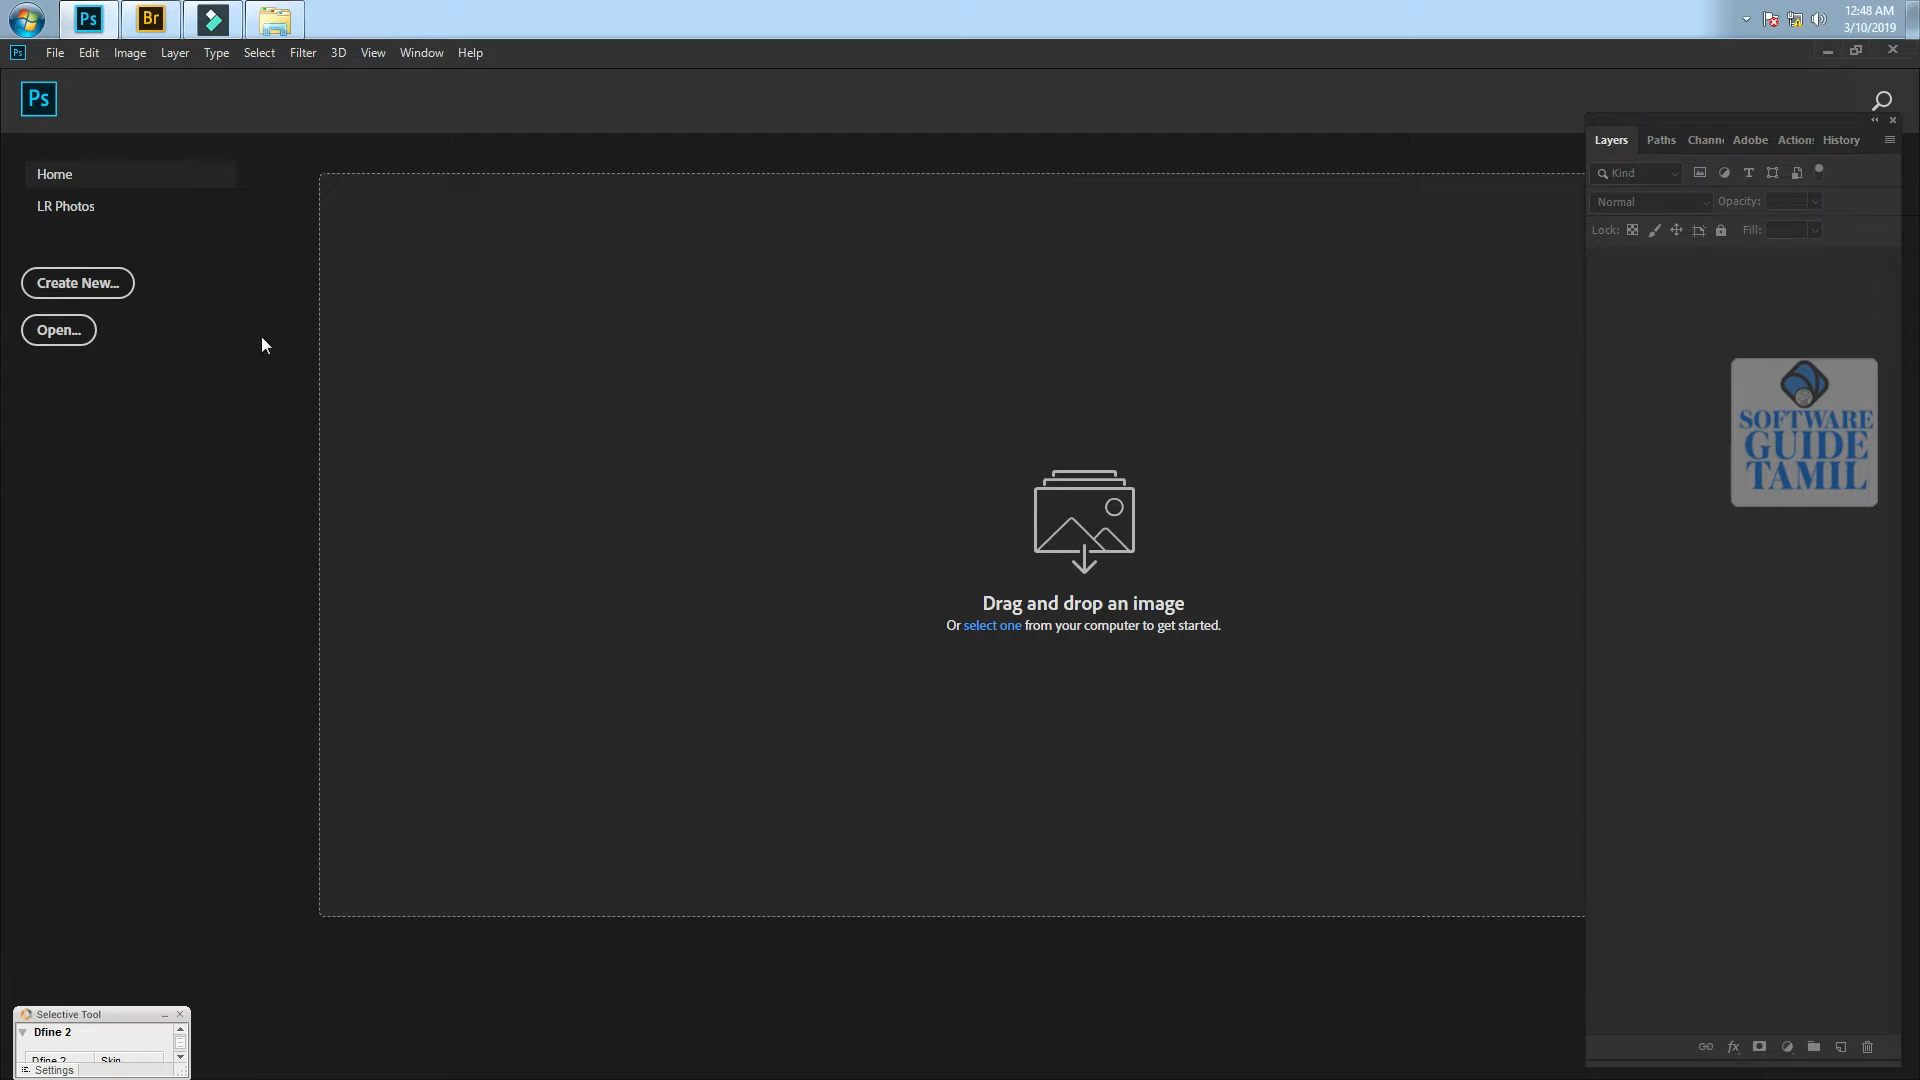 Ps
Br
12:48 AM
3/10/2019
Ps
File
Edit
Image
Layer
Type
Select
Filter
3D
View
Window
Help
Ps
Home
LR Photos
Create New...
Open...
Drag and drop an image
Or select one from your computer to get started.
Layers
Paths
Chann
Adobe
Action
History
Kind
Normal
Opacity:
Lock:
Fill:
SOFTWARE
GUIDE
TAMIL
fx
Selective Tool
Dfine 2
Dfine 2
Skin
Settings